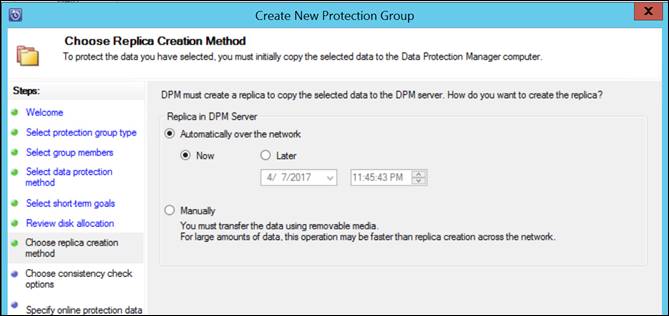 Create New Protection Group
X
Choose Replica Creation Method
To protect the data you have selected, you must initially copy the selected data to the Data Protection Manager computer.
Steps:
Welcome
Select protection group type
Select group members
Select data protection
method
Select short-term goals
Review disk allocation
Choose replica creation
method
Choose consistency check
options
Specify online protection data
DPM must create a replica to copy the selected data to the DPM server. How do you want to create the replica?
Replica in DPM Server
Automatically over the network
Now
Later
4/ 7/2017
11:45:43 PM
Manually
You must transfer the data using removable media.
For large amounts of data, this operation may be faster than replica creation across the network.